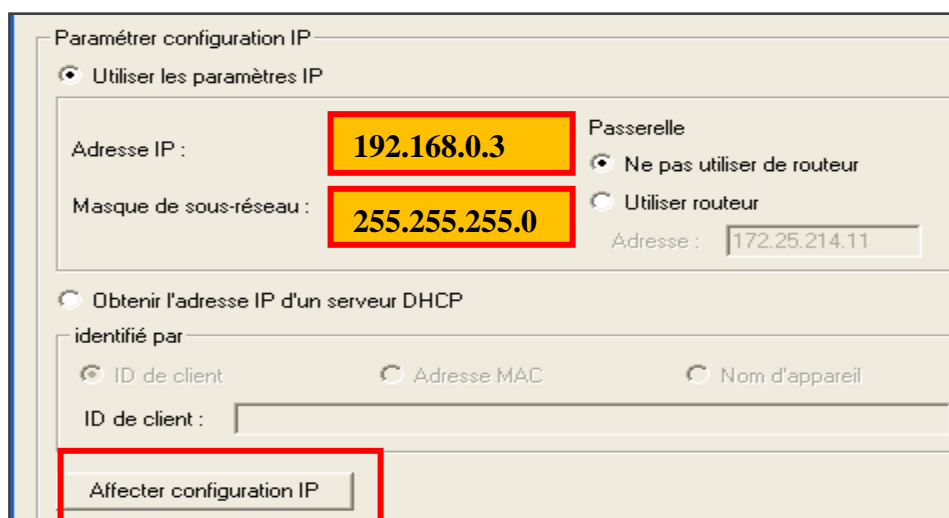 Paramétrer configuration IP
Utiliser les paramètres IP
Adresse IP :
192.168.0.3
Masque de sous-réseau :
255.255.255.0
Passerelle
Ne pas utiliser de routeur
Utiliser routeur
Adresse :
172.25.214.11
Obtenir l'adresse IP d'un serveur DHCP
identifié par
ID de client
Adresse MAC
Nom d'appareil
ID de client :
Affecter configuration IP